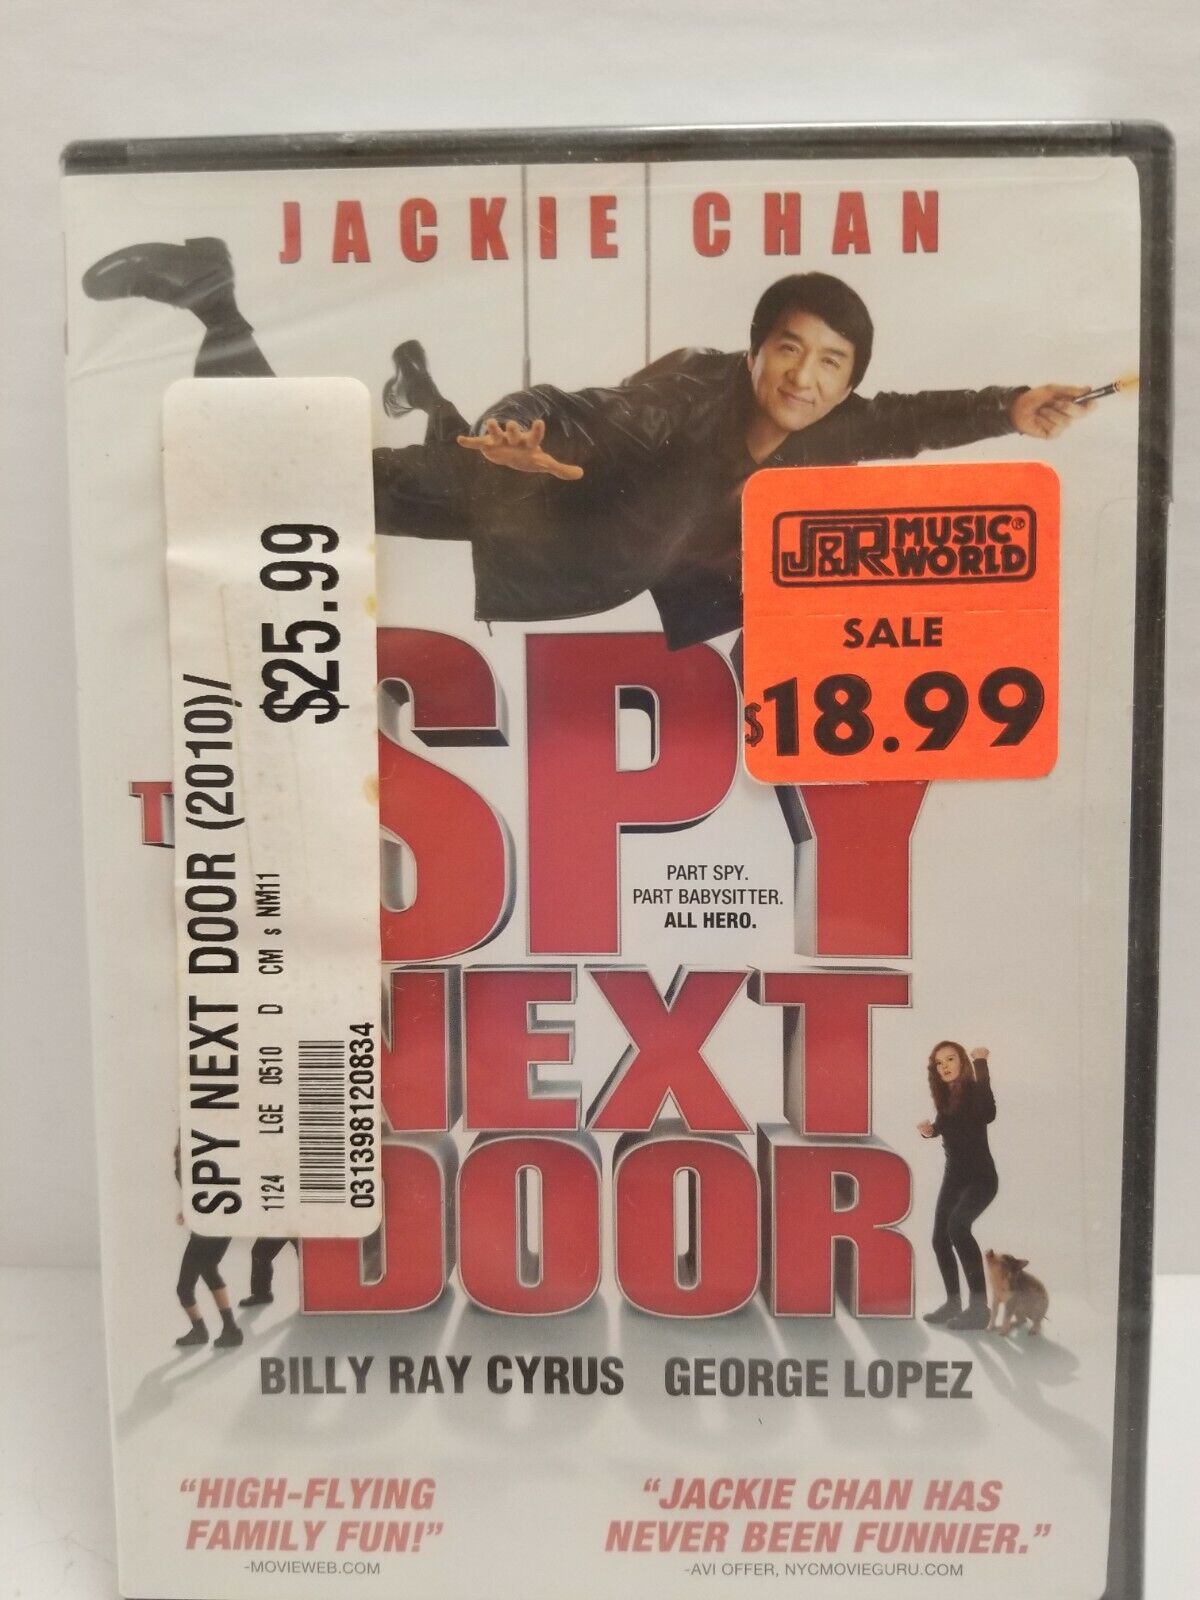 JACKIE CHAN
$25.99
SPY NEXT DOOR (2010)/
CM s NM11
1124 LGE 0510 D
031398120834
J&R MUSIC WORLD®
SALE
$18.99
SPY
PART SPY.
PART BABYSITTER.
ALL HERO.
NEXT
DOOR
BILLY RAY CYRUS GEORGE LOPEZ
“HIGH-FLYING
FAMILY FUN!”
-MOVIEWEB.COM
“JACKIE CHAN HAS
NEVER BEEN FUNNIER.”
-AVI OFFER, NYCMOVIEGURU.COM